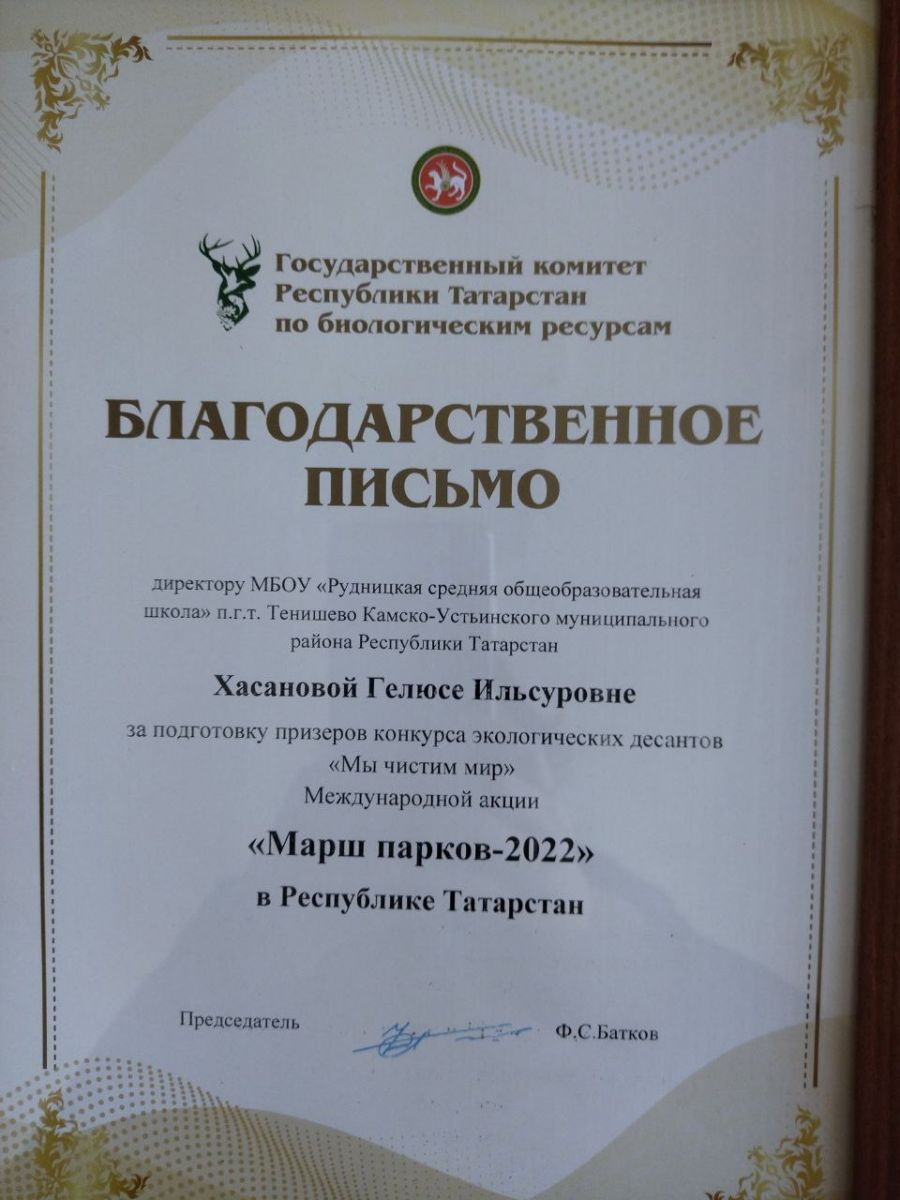 Государственный комитет
Республики Татарстан
по биологическим ресурсам
БЛАГОДАРСТВЕННОЕ
ПИСЬМО
директору МБОУ «Рудницкая средняя общеобразовательная
школа» п.г.т. Тенишево Камско-Устьинского муниципального
района Республики Татарстан
Хасановой Гелюсе Ильсуровне
за подготовку призеров конкурса экологических десантов
«Мы чистим мир»
Международной акции
«Марш парков-2022»
в Республике Татарстан
Председатель
Ф.С.Батков